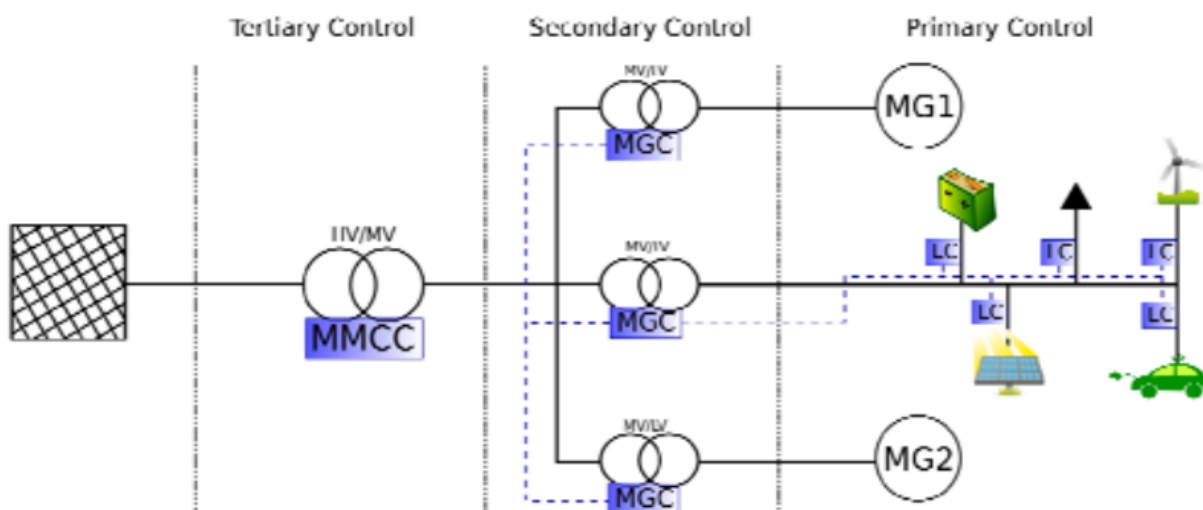 Tertiary Control
Secondary Control
Primary Control
MV/LV
MGC
MG1
HV/MV
MMCC
MV/LV
MGC
LC
LC
LC
LC
LC
MV/LV
MGC
MG2